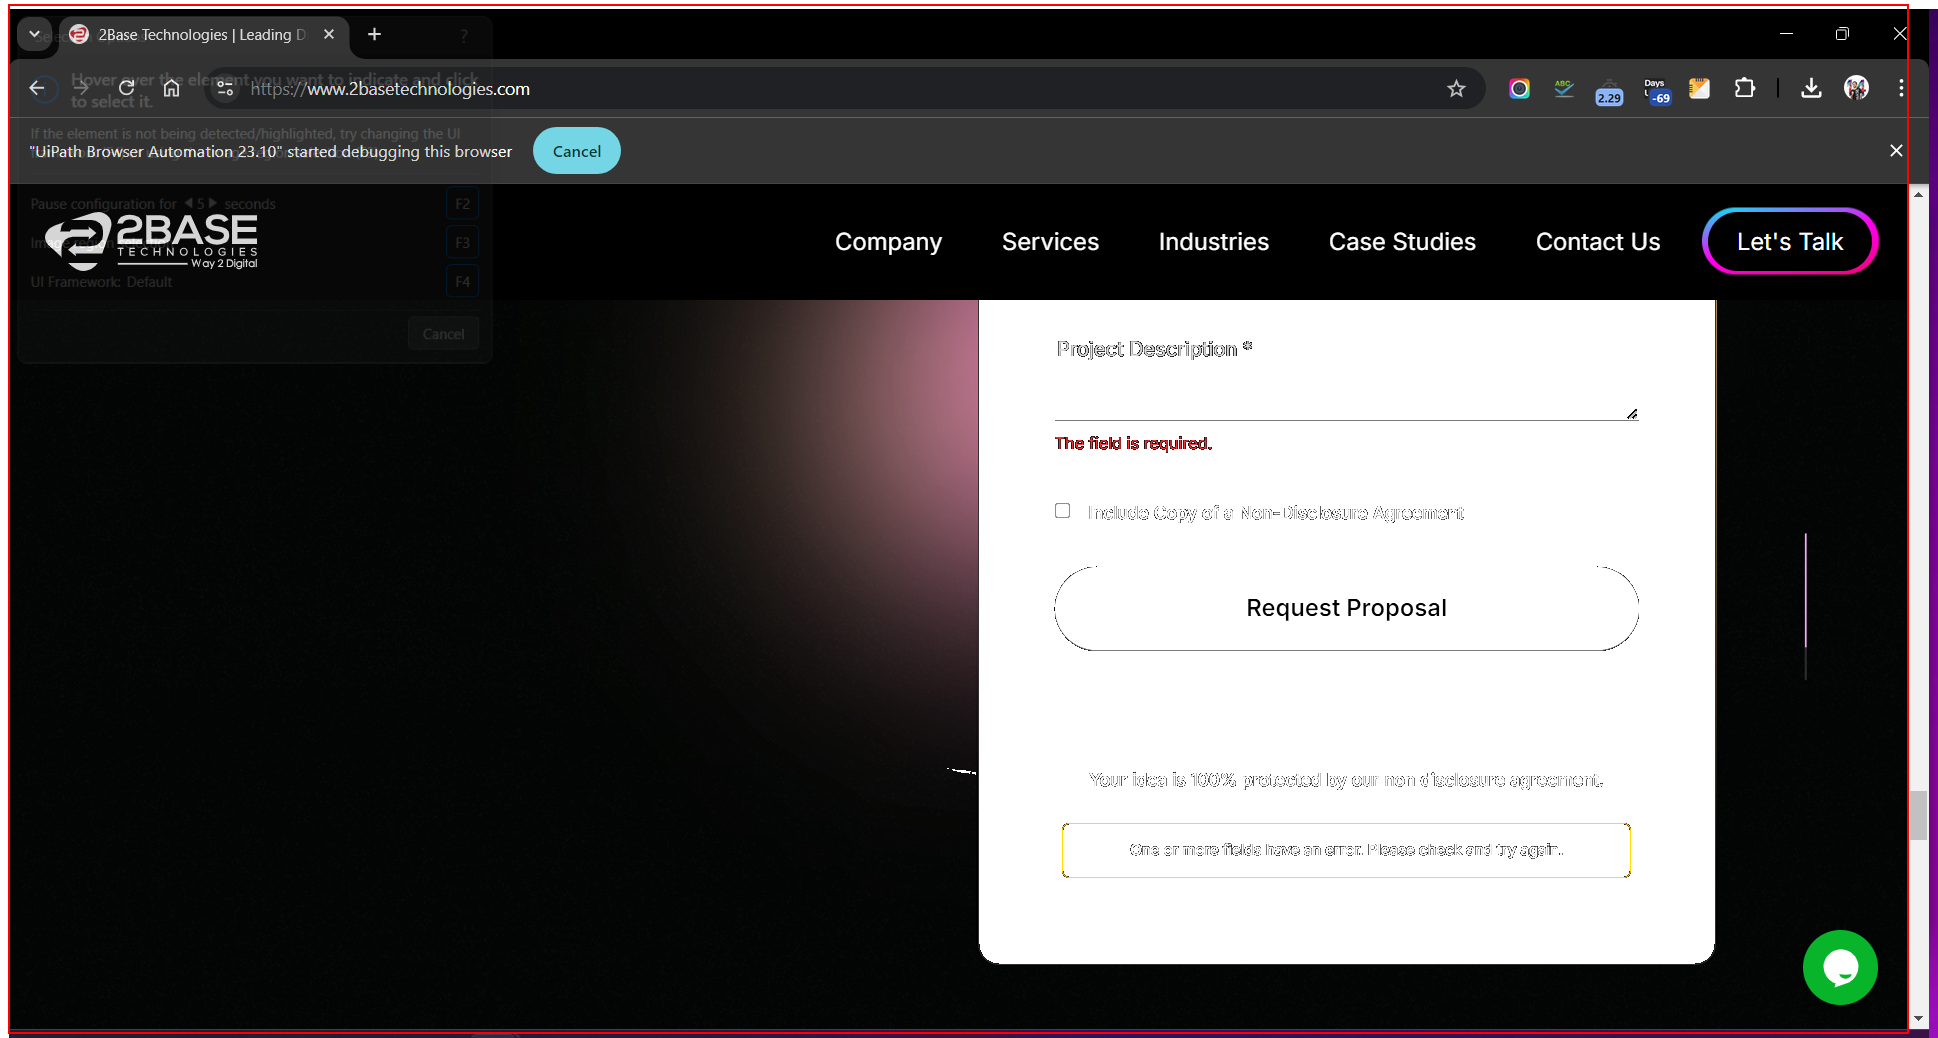 2Base Technologies | Leading D
Hover over the element you want to indicate and click
to select it.
https://www.2basetechnologies.com
ABC
2.29
Days
-69
If the element is not being detected/highlighted, try changing the UI
"UiPath Browser Automation 23.10" started debugging this browser
Cancel
Pause configuration for 5 seconds
F2
F3
UI Framework: Default
F4
Cancel
2BASE
TECHNOLOGIES
Way 2 Digital
Company
Services
Industries
Case Studies
Contact Us
Let's Talk
Project Description *
The field is required.
Include Copy of a Non-Disclosure Agreement
Request Proposal
Your idea is 100% protected by our non disclosure agreement.
One or more fields have an error. Please check and try again.